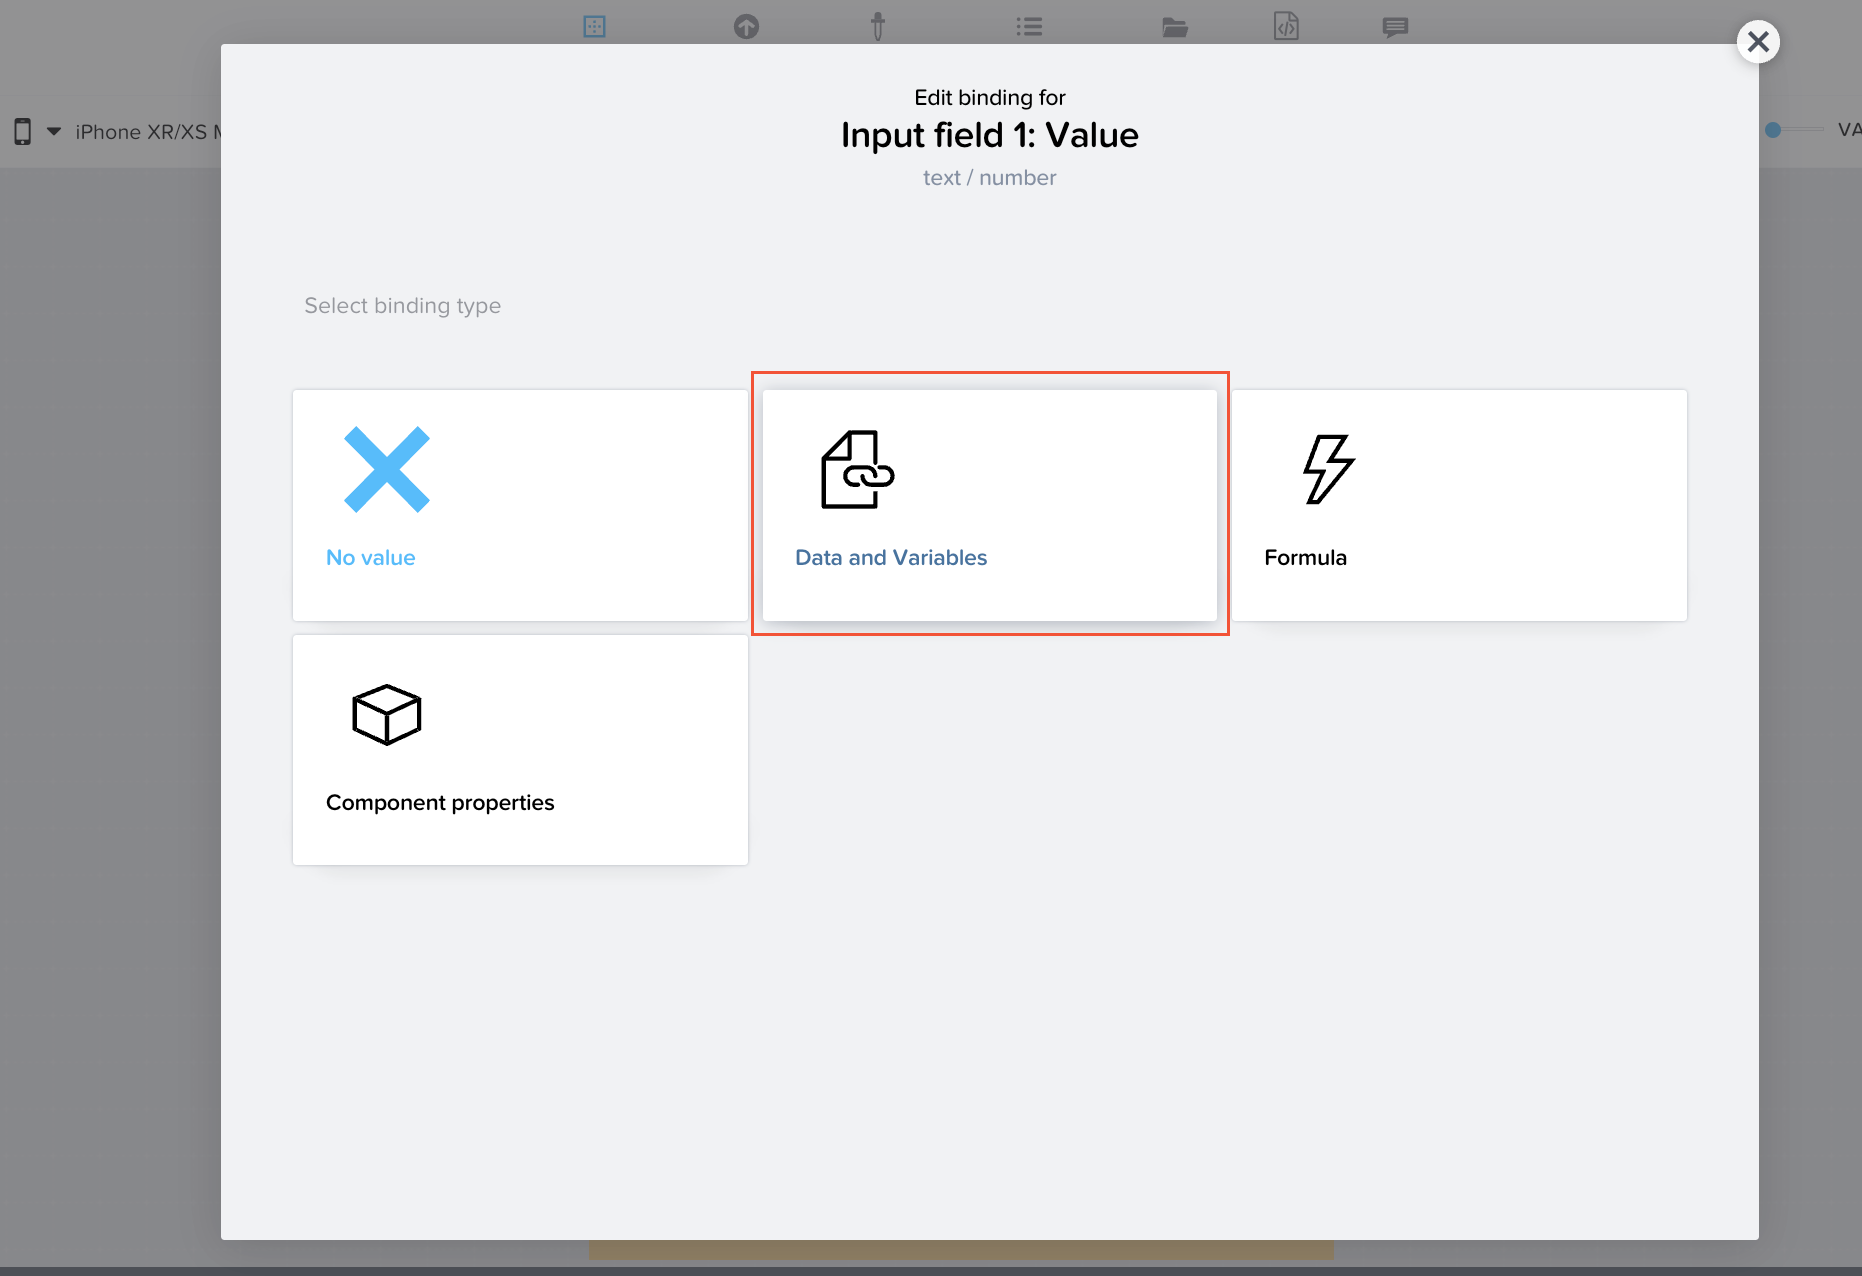 Edit binding for
iPhone XR/XS
Input field 1: Value
VA
text / number
Select binding type
No value
Data and Variables
Formula
Component properties